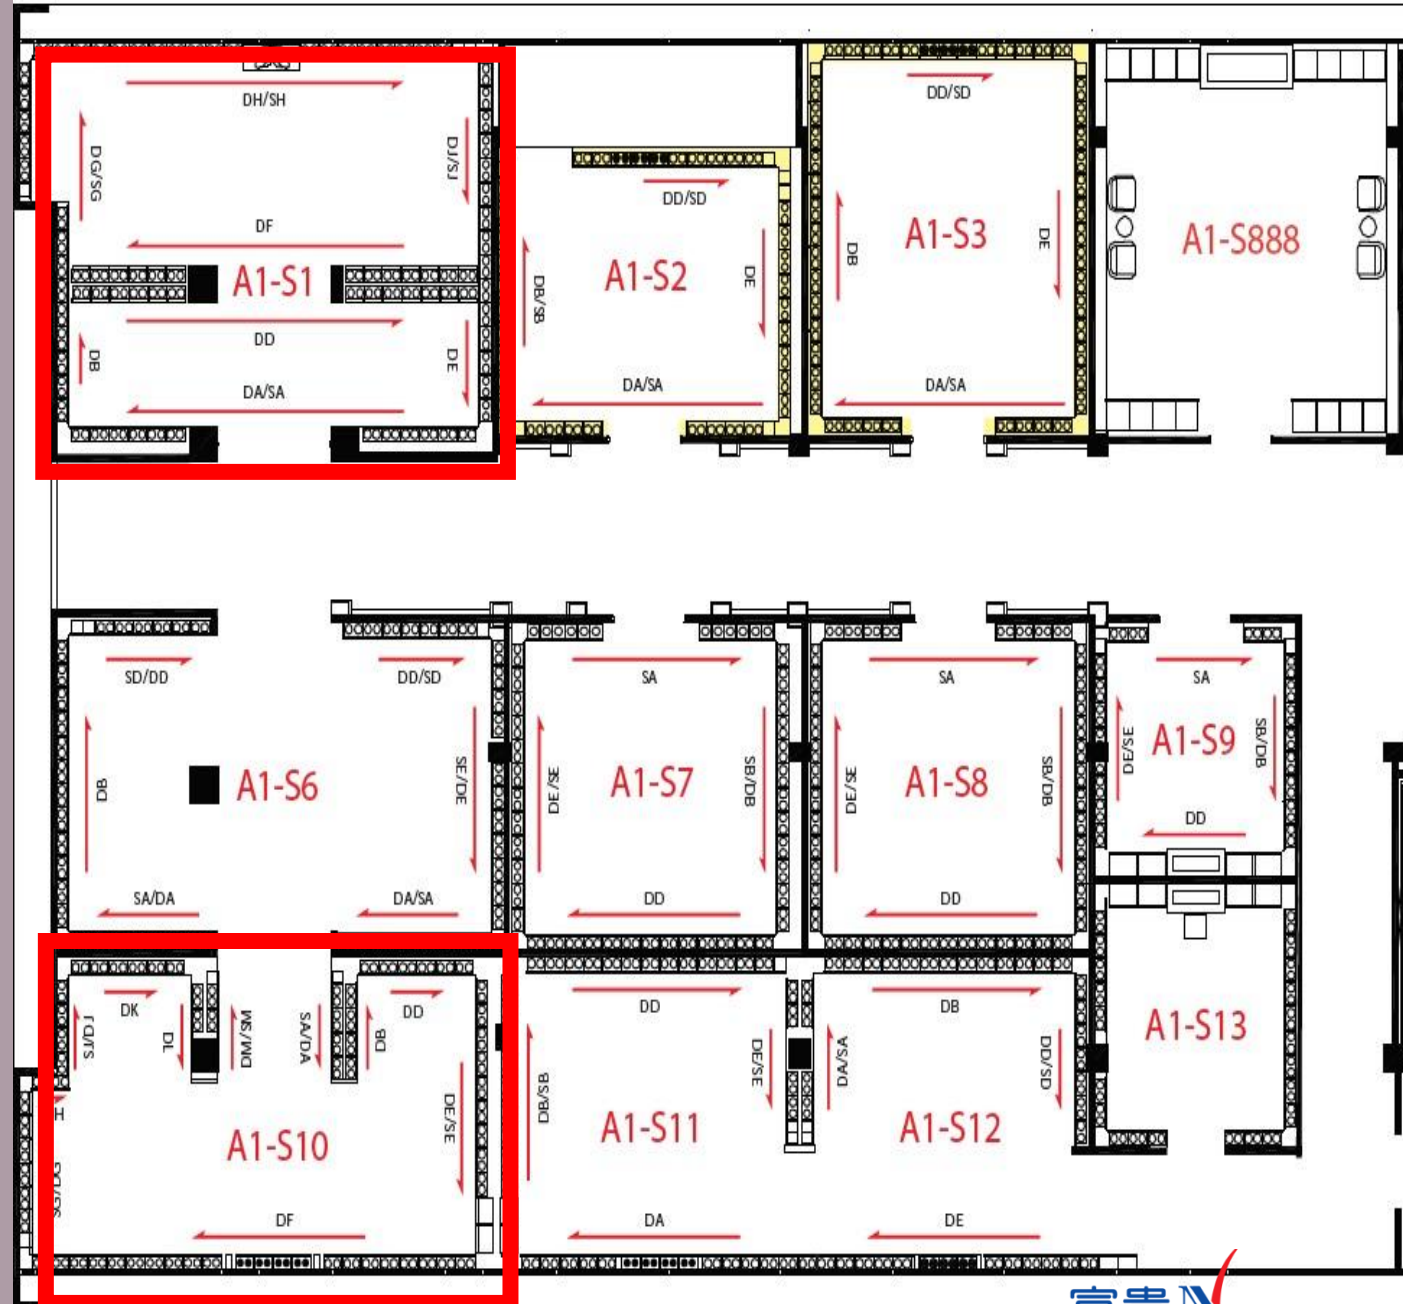 DH/SH
DG/SG
DJ/SJ
DF
A1-S1
DD
DB
DE
DA/SA
DD/SD
A1-S2
DB/SB
DE
DA/SA
DD/SD
A1-S3
DB
DE
DA/SA
A1-S888
SD/DD
DD/SD
DB
A1-S6
SE/DE
SA/DA
DA/SA
SA
DE/SE
A1-S7
SB/DB
DD
SA
DE/SE
A1-S8
SB/DB
DD
SA
DE/SE
A1-S9
SB/DB
DD
A1-S13
DK
SJ/DJ
DL
DM/SM
SA/DA
DB
DD
H
SG/DG
A1-S10
DE/SE
DF
DD
DB/SB
A1-S11
DE/SE
DA
DB
DA/SA
A1-S12
DD/SD
DE
富貴